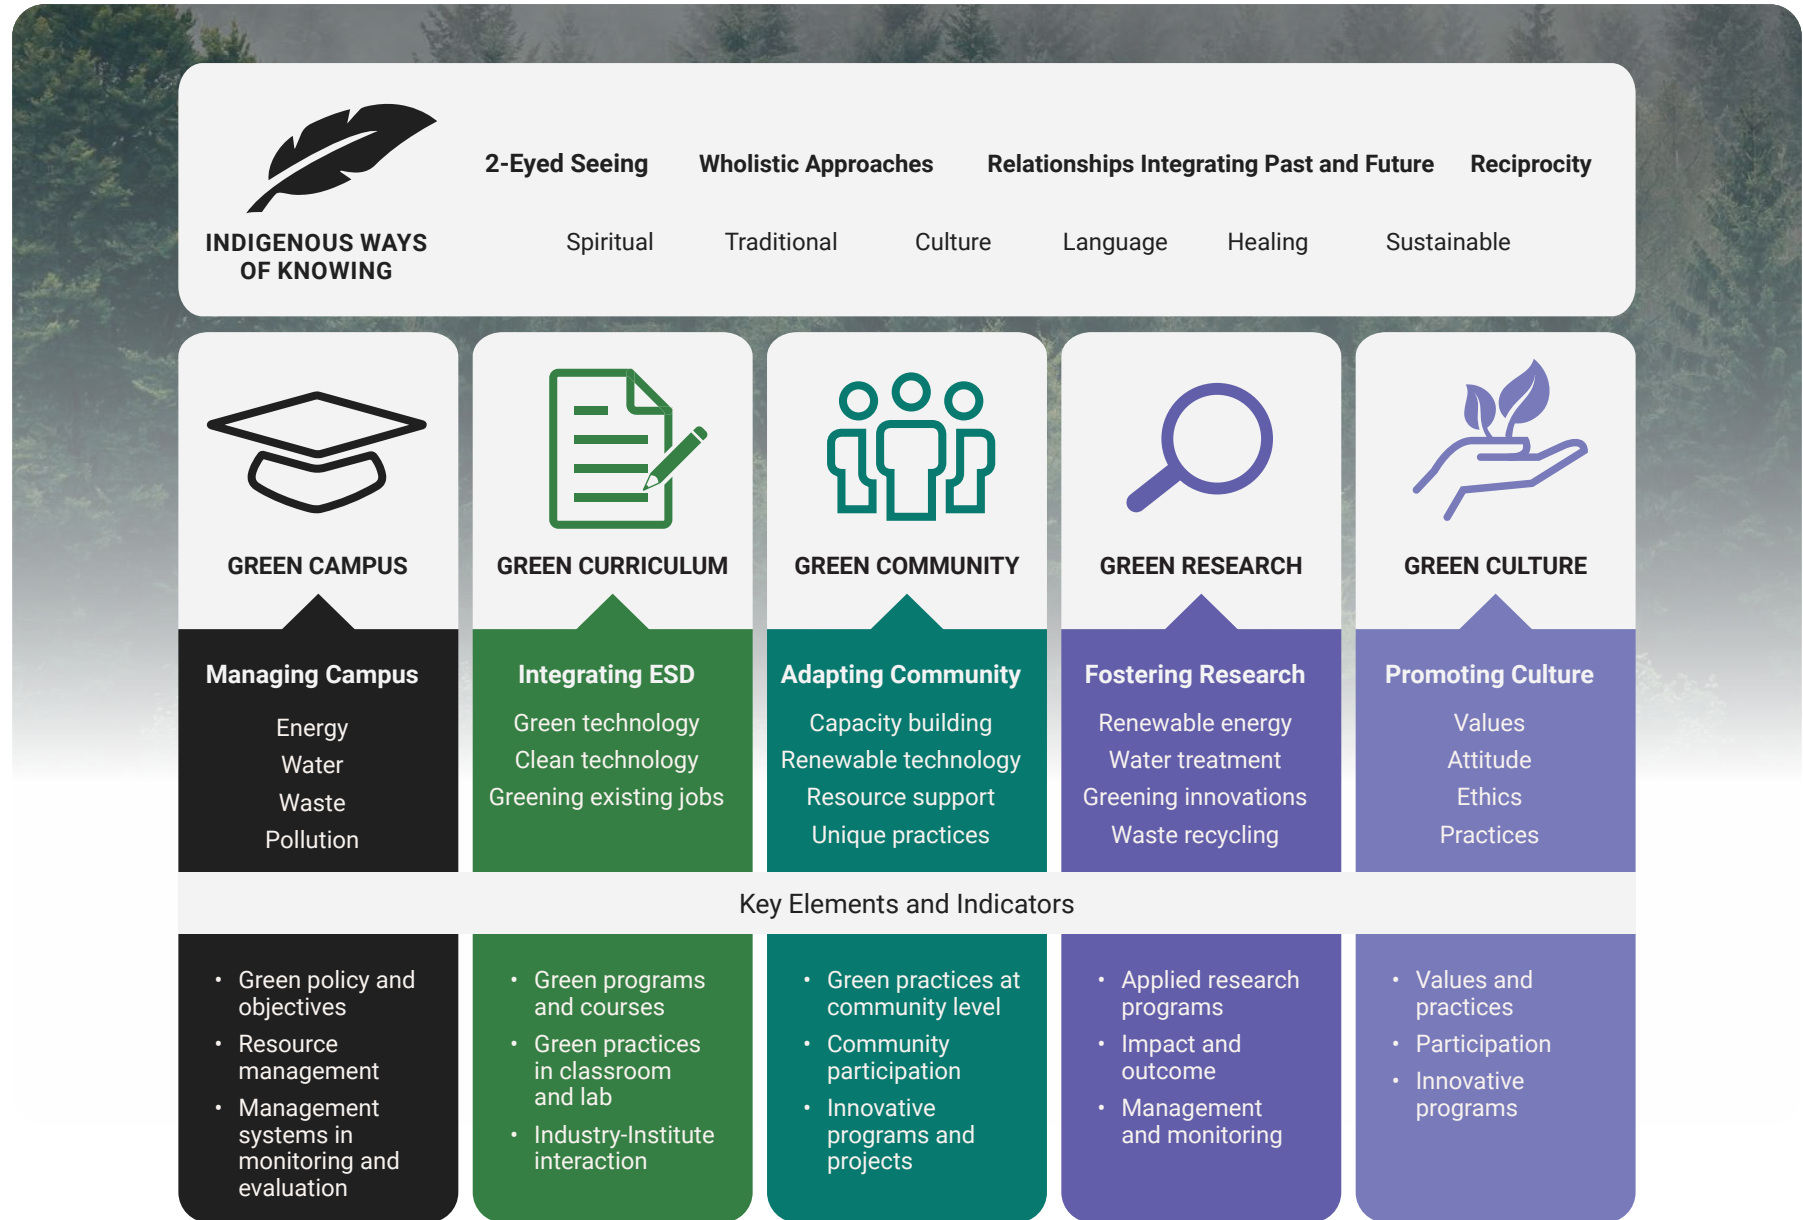 2-Eyed Seeing Wholistic Approaches Relationships Integrating Past and Future Reciprocity
INDIGENOUS WAYS
OF KNOWING
Spiritual Traditional Culture Language Healing Sustainable
GREEN CAMPUS
Managing Campus
Energy
Water
Waste
Pollution
GREEN CURRICULUM
Integrating ESD
Green technology
Clean technology
Greening existing jobs
GREEN COMMUNITY
Adapting Community
Capacity building
Renewable technology
Resource support
Unique practices
GREEN RESEARCH
Fostering Research
Renewable energy
Water treatment
Greening innovations
Waste recycling
GREEN CULTURE
Promoting Culture
Values
Attitude
Ethics
Practices
Key Elements and Indicators
• Green policy and
objectives
• Resource
management
• Management
systems in
monitoring and
evaluation
• Green programs
and courses
• Green practices
in classroom
and lab
• Industry-Institute
interaction
• Green practices at
community level
• Community
participation
• Innovative
programs and
projects
• Applied research
programs
• Impact and
outcome
• Management
and monitoring
• Values and
practices
• Participation
• Innovative
programs